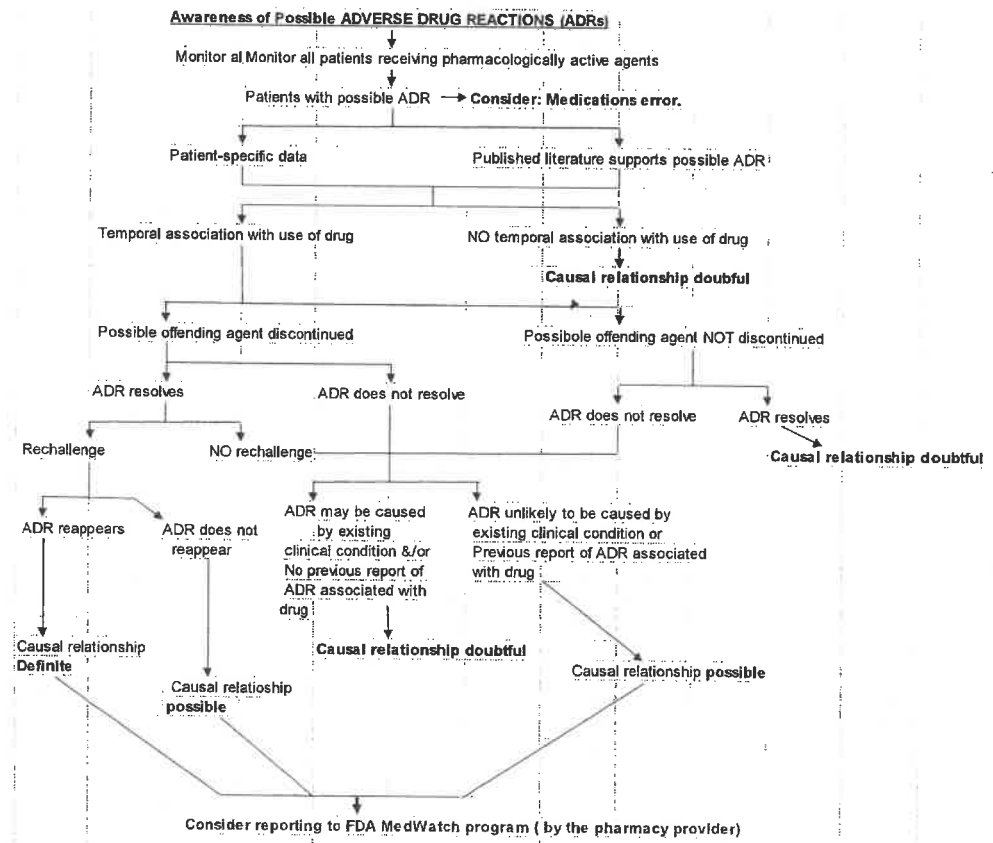 Awareness of Possible ADVERSE DRUG REACTIONS (ADRs)
Monitor al Monitor all patients receiving pharmacologically active agents
Patients with possible ADR
Consider: Medications error.
Patient-specific data
Published literature supports possible ADR
Temporal association with use of drug
NO temporal association with use of drug
Causal relationship doubful
Possible offending agent discontinued
Possibole offending agent NOT discontinued
ADR resolves
ADR does not resolve
ADR does not resolve
ADR resolves
Rechallenge
NO rechallenge
Causal relationship doubtful
ADR reappears
ADR does not
reappear
ADR may be caused
by existing
clinical condition &/or
No previous report of
ADR associated with
drug
ADR unlikely to be caused by
existing clinical condition or
Previous report of ADR associated
with drug
Causal relationship
Definite
Causal relatioship
possible
Causal relationship doubtful
Causal relationship possible
Consider reporting to FDA MedWatch program ( by the pharmacy provider)